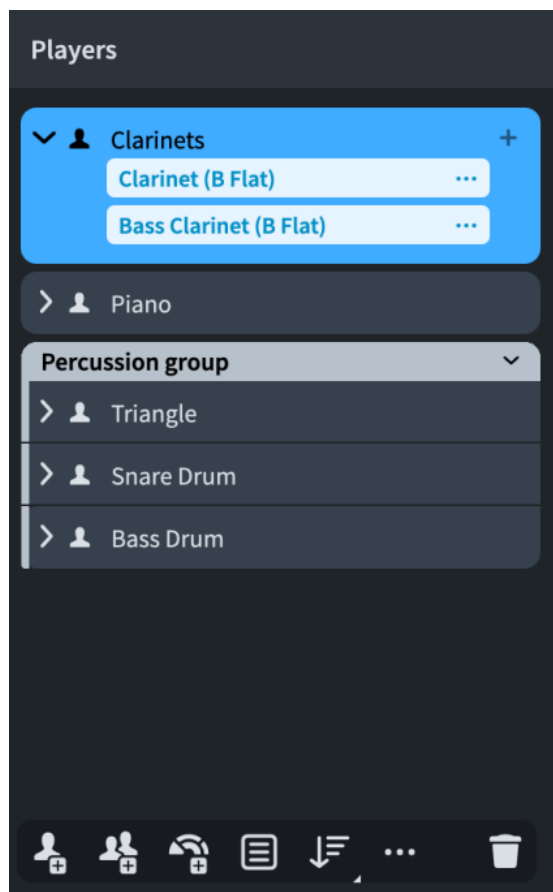 Players
Clarinets
Clarinet (B Flat)
Bass Clarinet (B Flat)
Piano
Percussion group
Triangle
Snare Drum
Bass Drum